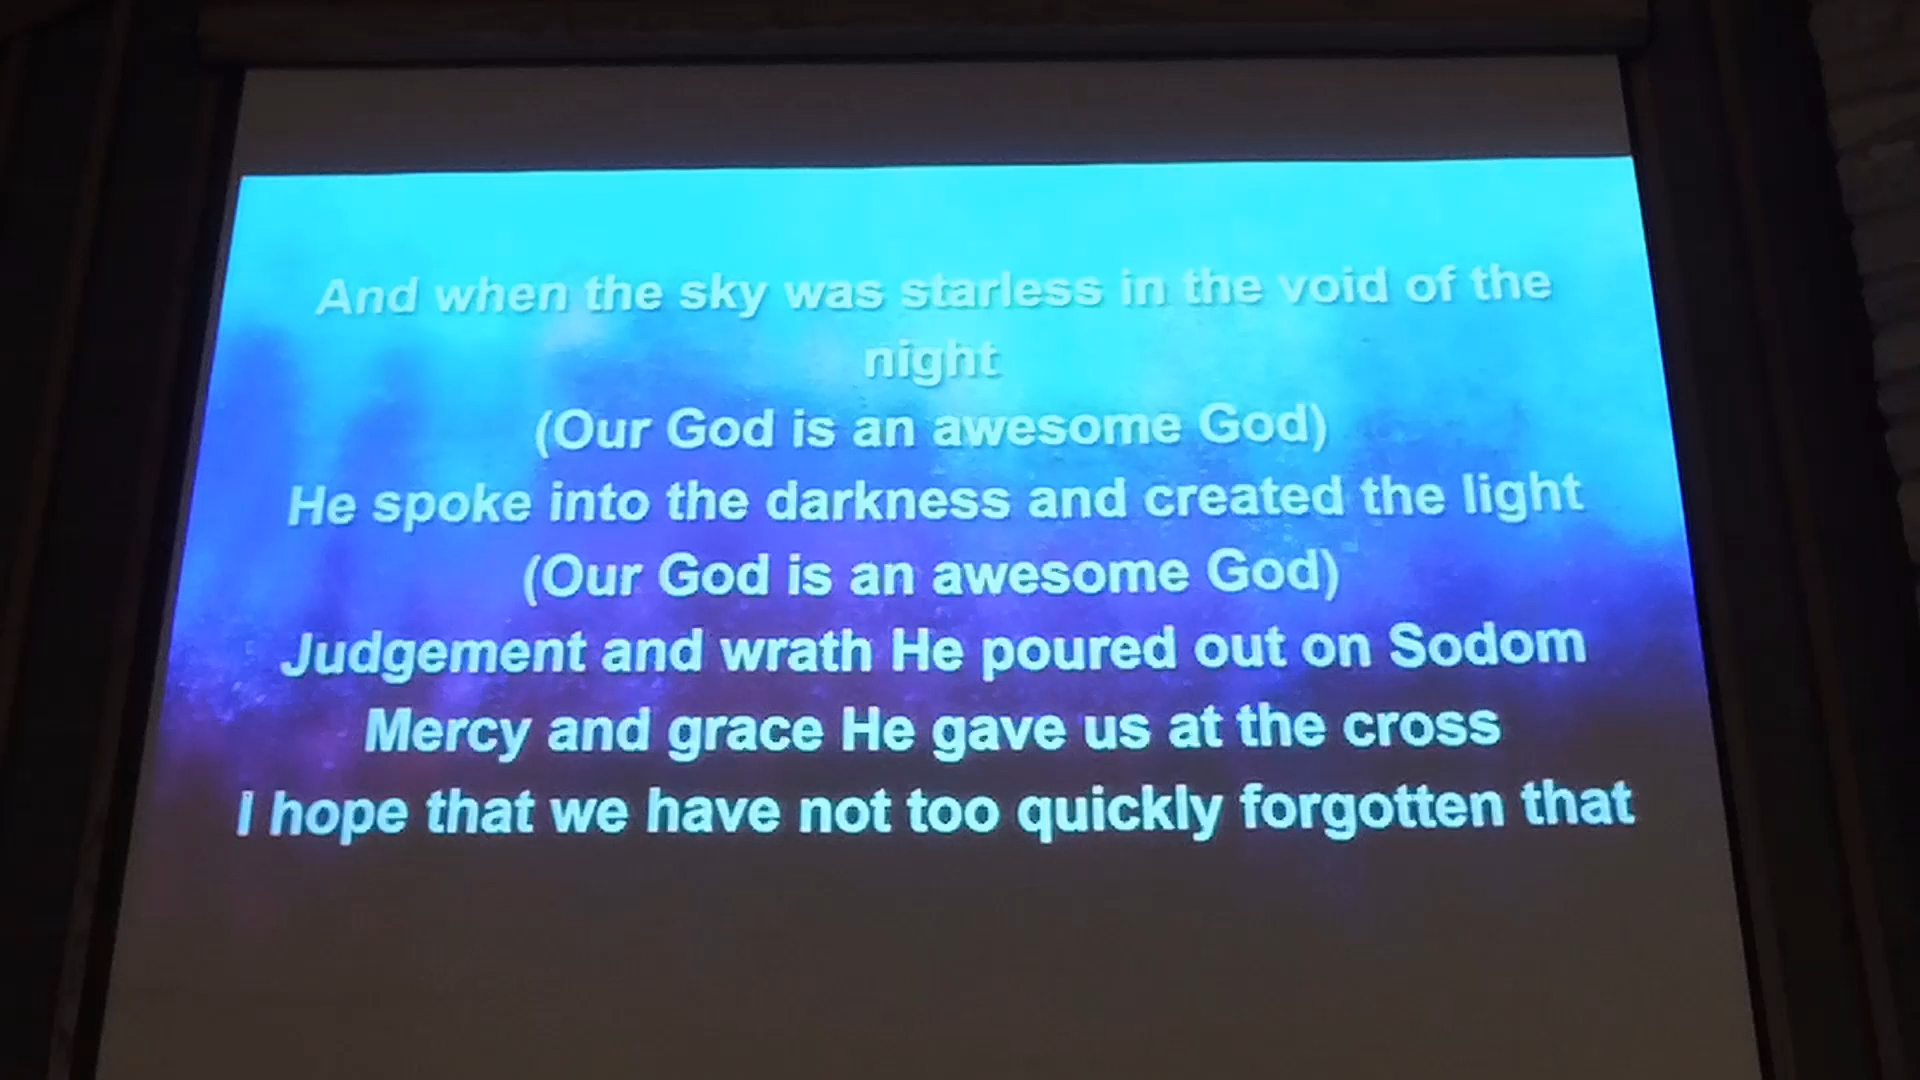 And when the sky was starless in the void of the
night
(Our God is an awesome God)
He spoke into the darkness and created the light
(Our God is an awesome God)
Judgement and wrath He poured out on Sodom
Mercy and grace He gave us at the cross
I hope that we have not too quickly forgotten that